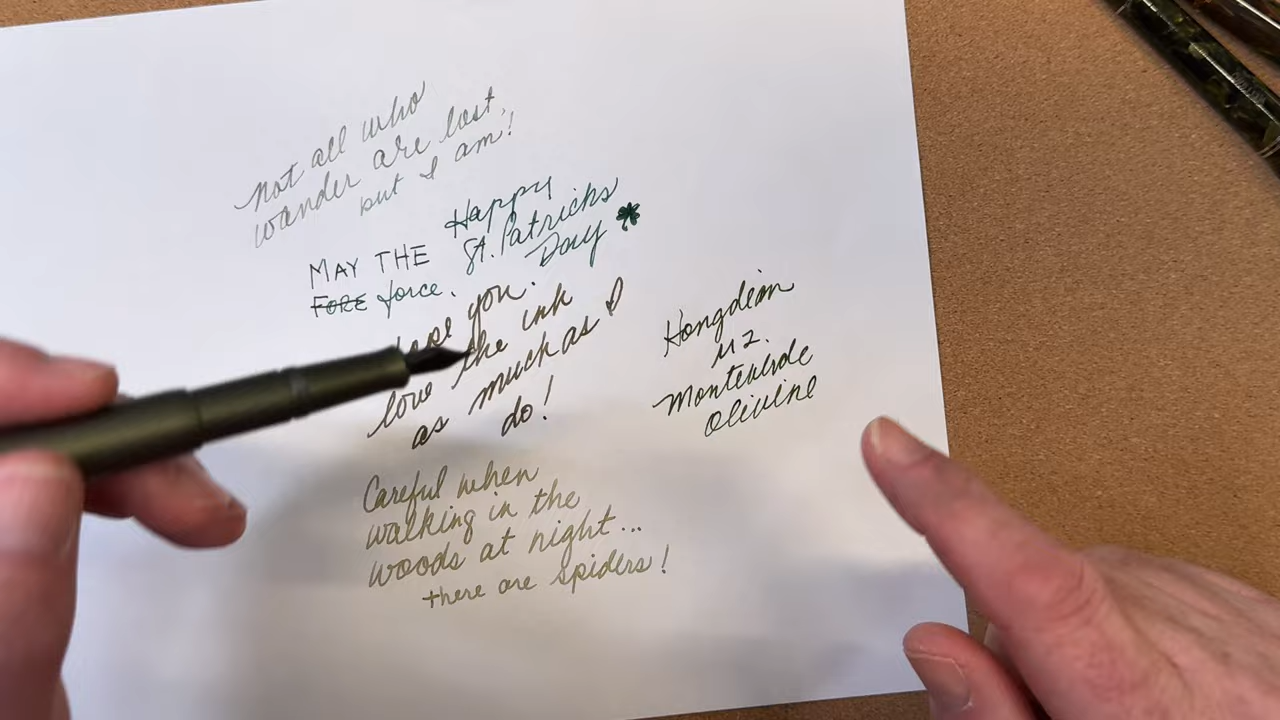 not all who
wander are lost,
but I am!
Happy
St. Patricks
Day
MAY THE
FORE force.
you.
love the ink
as much as I
do!
Hongdian
M2.
Monteverde
Olivine
Careful when
walking in the
woods at night...
there are spiders!